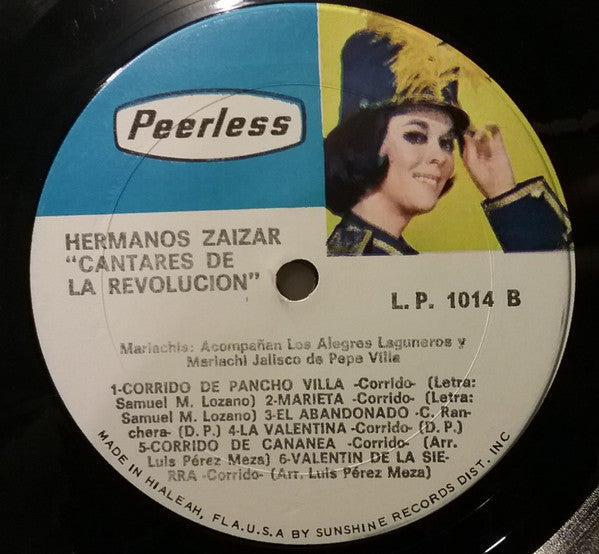 Peerless
HERMANOS ZAIZAR
"CANTARES DE
LA REVOLUCION"
L.P. 1014 B
Mariachis: Acompañan Los Alegres Laguneros y
Mariachi Jalisco de Pepe Villa
1-CORRIDO DE PANCHO VILLA -Corrido- (Letra:
Samuel M. Lozano) 2-MARIETA -Corrido- (Letra:
Samuel M. Lozano) 3-EL ABANDONADO -C. Ran-
chera- (D.P.) 4-LA VALENTINA -Corrido- (D.P.)
5-CORRIDO DE CANANEA -Corrido- (Arr.
Luis Pérez Meza) 6-VALENTIN DE LA SIE-
RRA -Corrido- (Arr. Luis Pérez Meza)
MADE IN HIALEAH, FLA.U.S.A BY SUNSHINE RECORDS DIST. INC